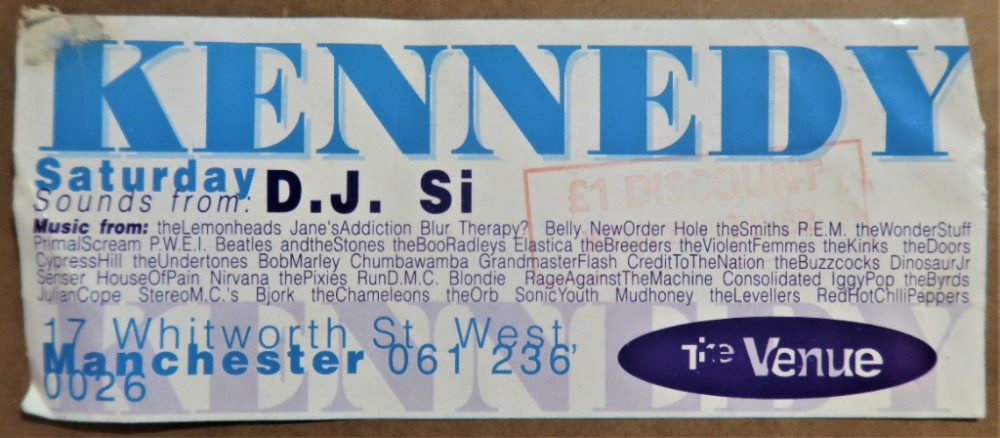 KENNEDY
Saturday
Sounds from: D.J. Si
£1 DISCOUNT
Music from: theLemonheads Jane'sAddiction Blur Therapy? Belly NewOrder Hole theSmiths R.E.M. theWonderStuff
PrimalScream P.W.E.I. Beatles andtheStones theBooRadleys Elastica theBreeders theViolentFemmes theKinks theDoors
CypressHill theUndertones BobMarley Chumbawamba GrandmasterFlash CreditToTheNation theBuzzcocks DinosaurJr
Senser HouseOfPain Nirvana thePixies RunD.M.C. Blondie RageAgainstTheMachine Consolidated IggyPop theByrds
JulianCope StereoM.C.'s Bjork theChameleons theOrb SonicYouth Mudhoney theLevellers RedHotChlliPeppers
17 Whitworth St. West,
Manchester 061 236
0026
The Venue
KENNEDY